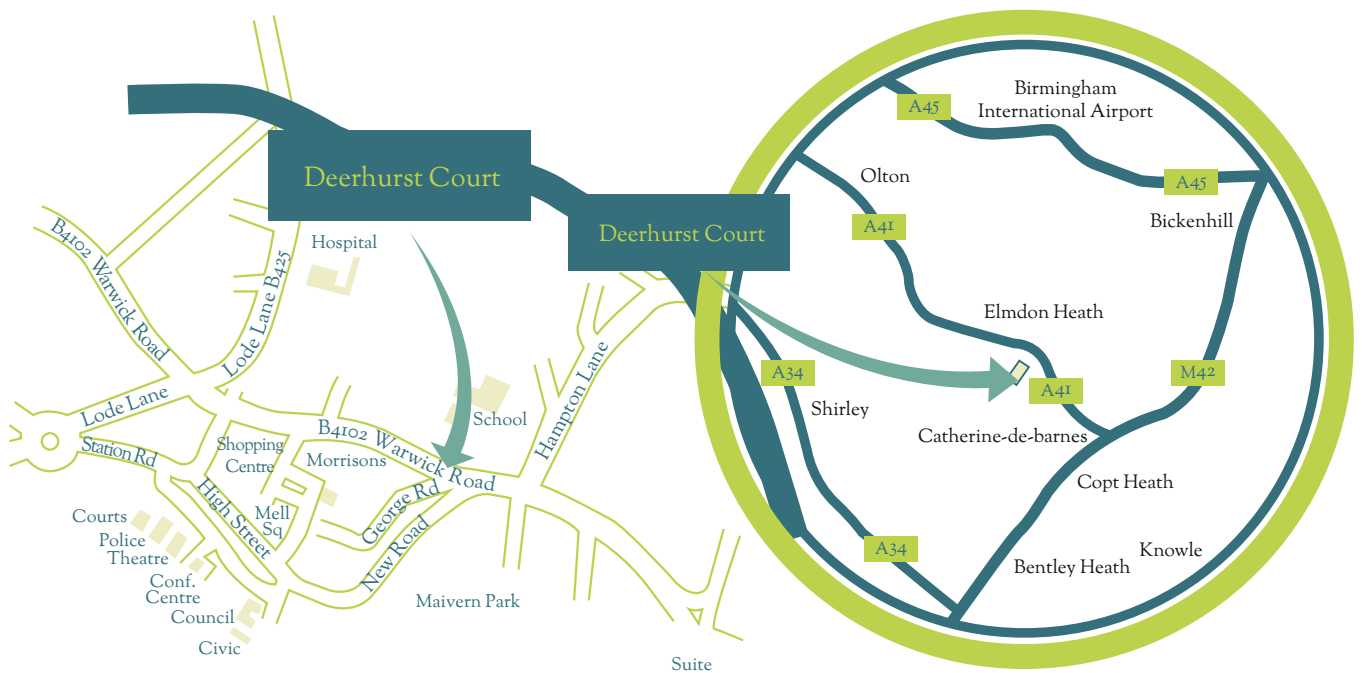 Deerhurst Court
B4102 Warwick Road
Lode Lane B425
Hospital
Lode Lane
Station Rd
Shopping
Centre
B4102 Warwick Road
Morrisons
School
Hampton Lane
High Street
Mell
Sq
George Rd
New Road
Courts
Police
Theatre
Conf.
Centre
Council
Civic
Maivern Park
Suite
Deerhurst Court
A45
Birmingham
International Airport
A45
Olton
A41
Bickenhill
Elmdon Heath
A34
Shirley
A41
M42
Catherine-de-barnes
Copt Heath
A34
Bentley Heath
Knowle